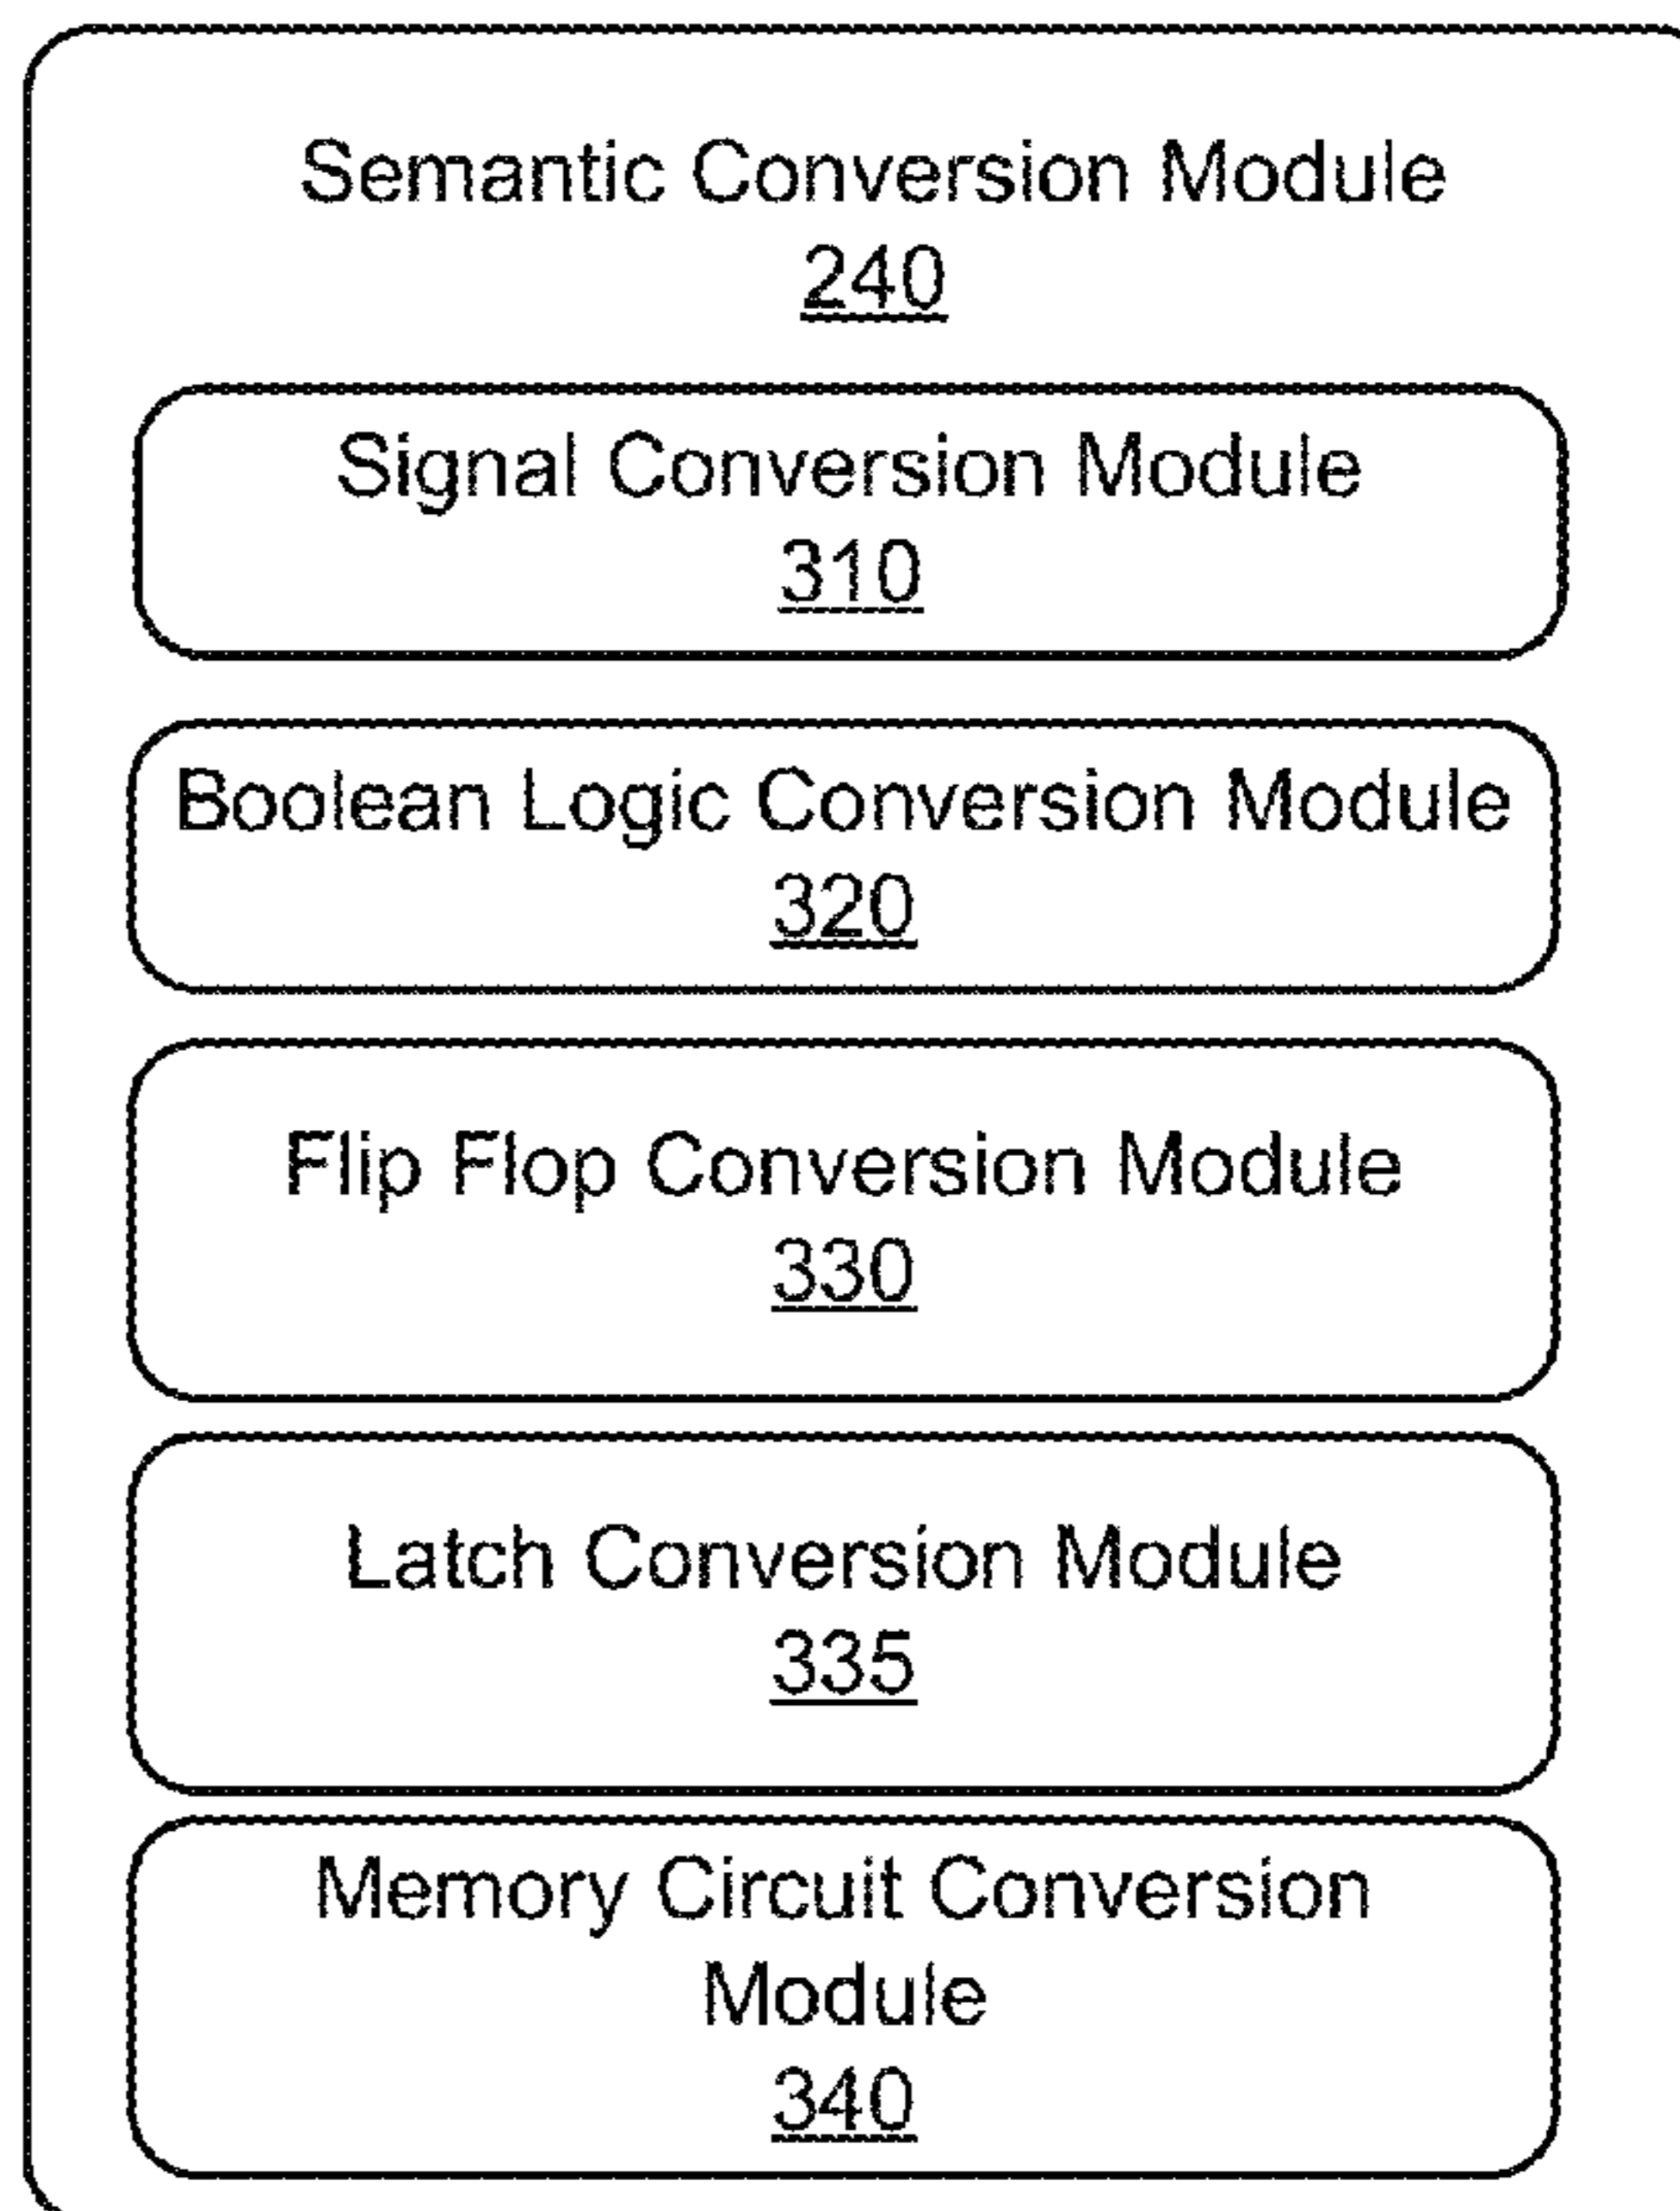 Semantic Conversion Module
240
Signal Conversion Module
310
Boolean Logic Conversion Module
320
Flip Flop Conversion Module
330
Latch Conversion Module
335
Memory Circuit Conversion
Module
340